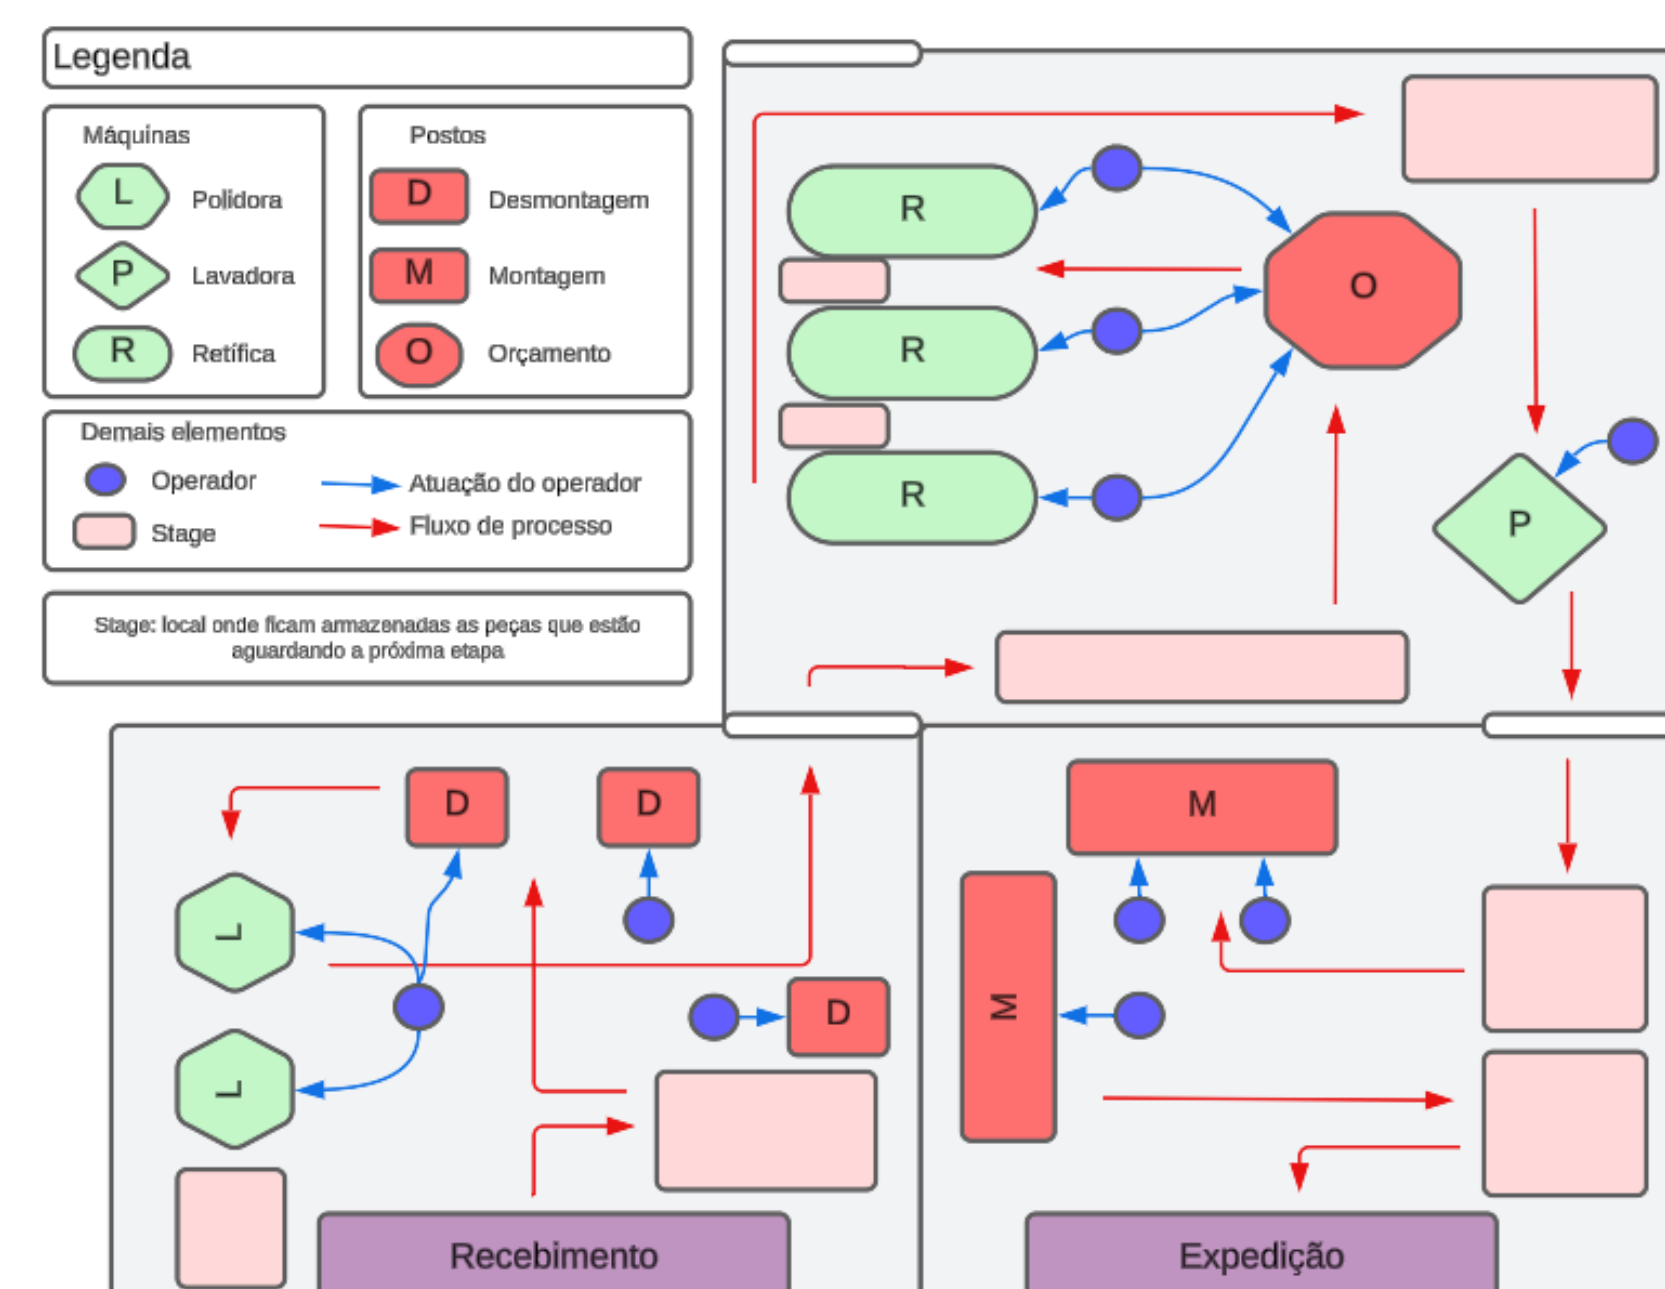 Legenda
Máquinas
L Polidora
P Lavadora
R Retífica
Postos
D Desmontagem
M Montagem
O Orçamento
Demais elementos
Operador
Stage
Atuação do operador
Fluxo de processo
Stage: local onde ficam armazenadas as peças que estão
aguardando a próxima etapa
R
R
R
O
P
D
D
L
L
D
Recebimento
M
M
Expedição